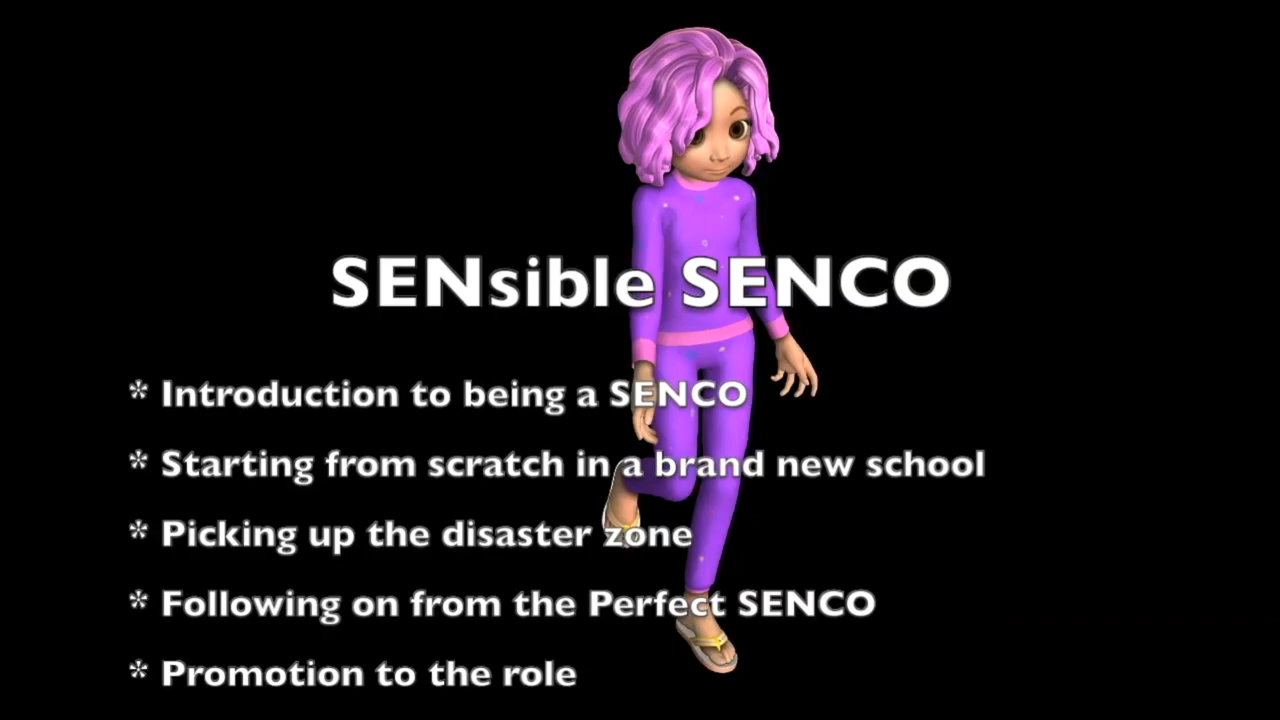 SENsible SENCO
* Introduction to being a SENCO
* Starting from scratch in a brand new school
* Picking up the disaster zone
* Following on from the Perfect SENCO
* Promotion to the role